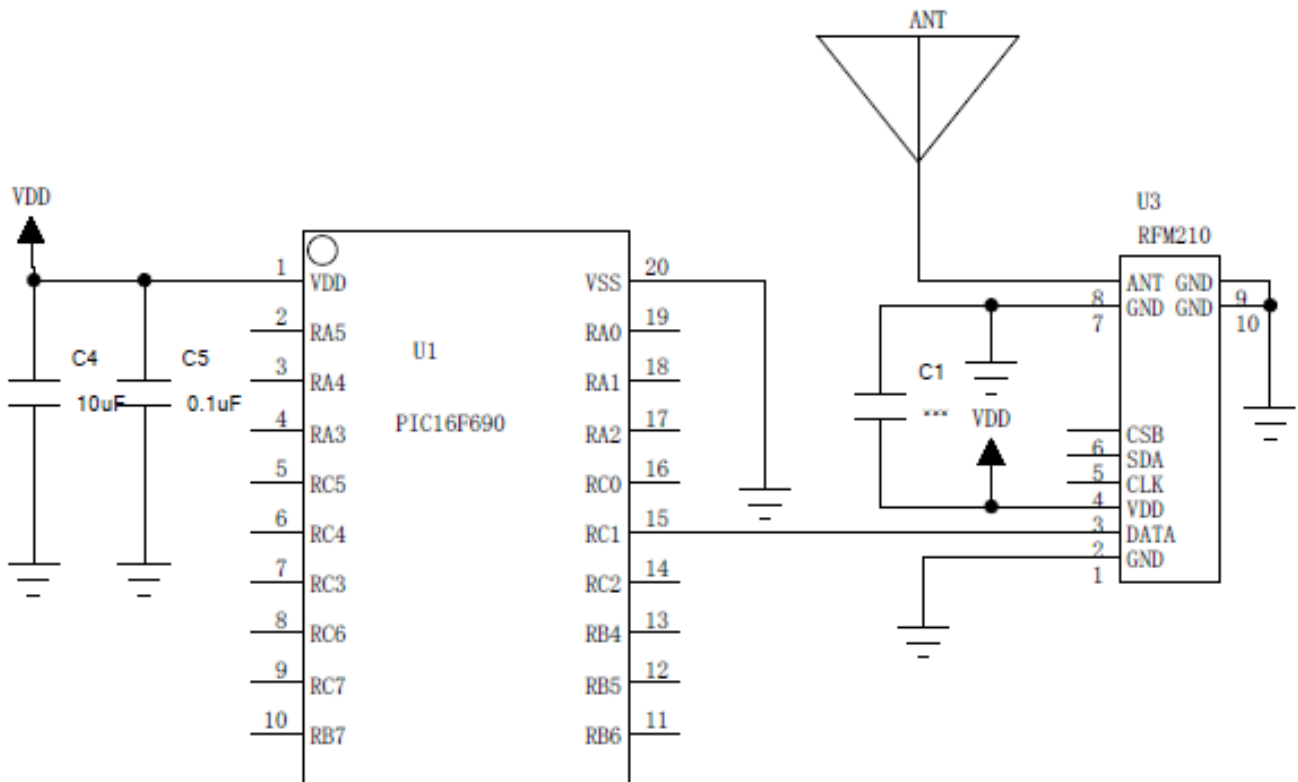 ANT
VDD
U3
RFM210
1
VDD
VSS
20
ANT GND
8
9
GND GND
7
10
2
RA5
RA0
19
U1
C4
C5
3
RA4
RA1
18
C1
10uF
0.1uF
4
RA3
PIC16F690
RA2
17
***
VDD
CSB
6
SDA
5
RC5
RC0
16
5
CLK
4
VDD
6
RC4
RC1
15
3
DATA
2
GND
1
7
RC3
RC2
14
8
RC6
RB4
13
9
RC7
RB5
12
10
RB7
RB6
11